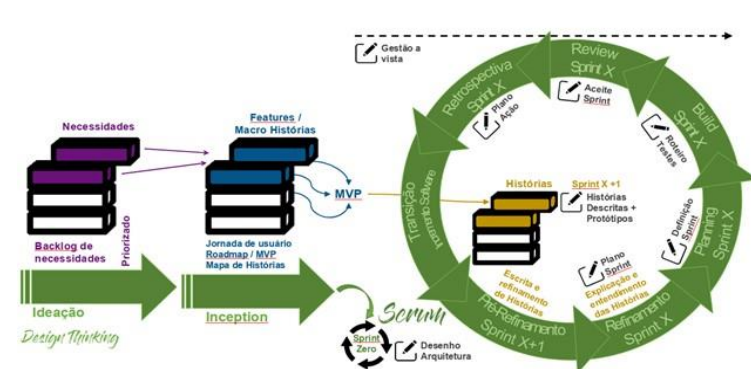 Gestão a
vista
Necessidades
Backlog de
necessidades
Priorizado
Ideação
Design Thinking
Features /
Macro Histórias
MVP
Jornada de usuário
Roadmap / MVP
Mapa de Histórias
Inception
Sprint
Zero
Desenho
Arquitetura
Scrum
Histórias
Sprint X +1
Histórias
Descritas +
Protótipos
Escrita e
refinamento
de Histórias
Plano
Sprint
Explicação e
entendimento
das Histórias
Definição
Sprint
Roteiro
Testes
Aceite
Sprint
Plano
Ação
Review
Sprint X
Build
Sprint X
Planning
Sprint X
Refinamento
Sprint X
Pré-Refinamento
Sprint X+1
Transição
Software
Retrospectiva
Sprint X